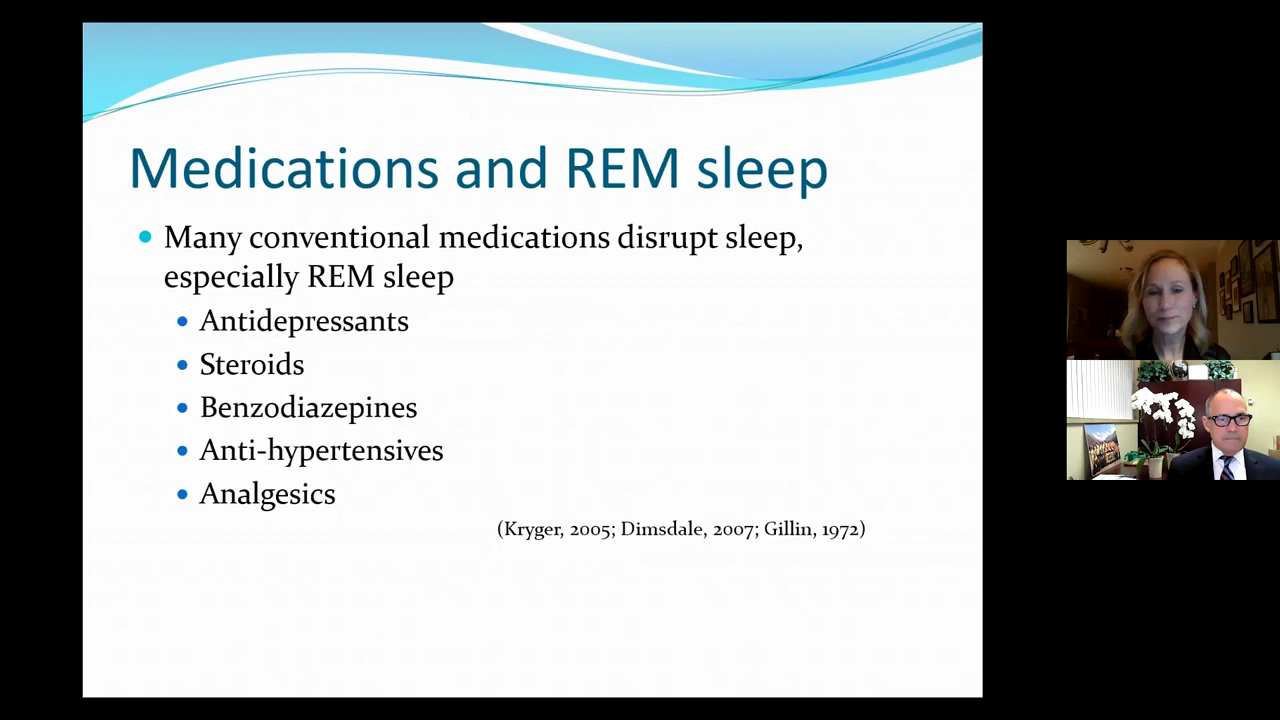 Medications and REM sleep
Many conventional medications disrupt sleep,
especially REM sleep
Antidepressants
Steroids
Benzodiazepines
Anti-hypertensives
Analgesics
(Kryger, 2005; Dimsdale, 2007; Gillin, 1972)